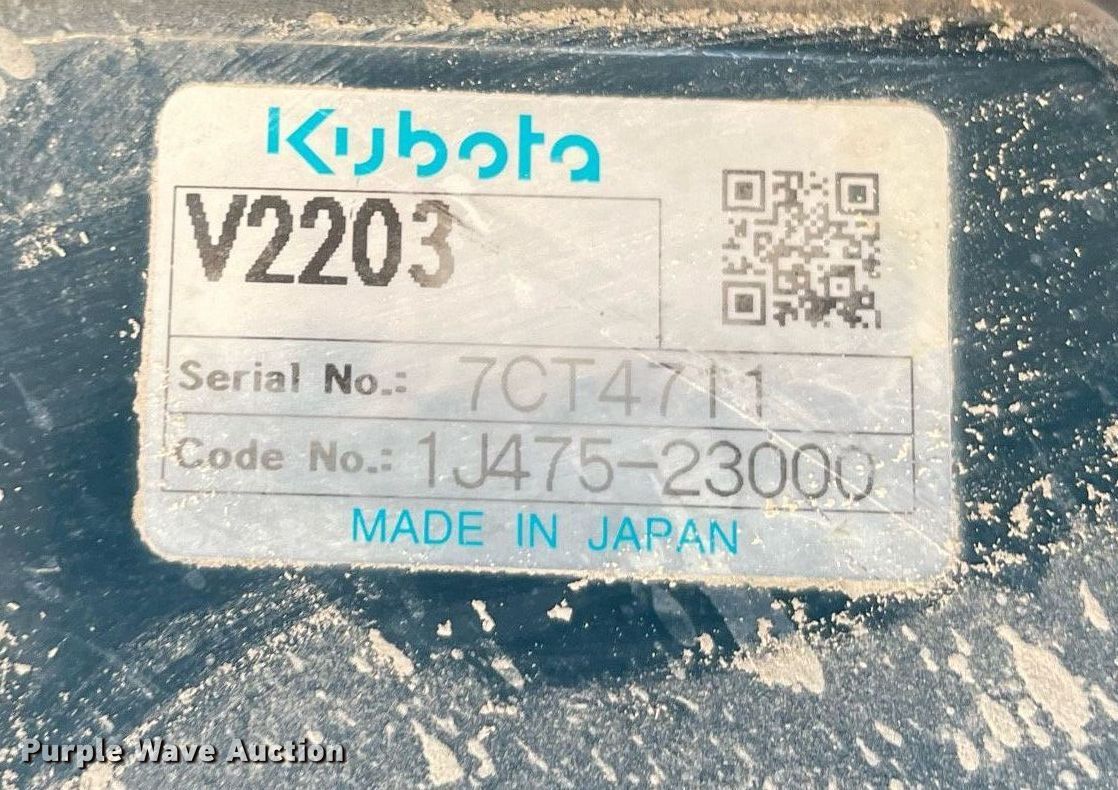 Kubota
V2203
Serial No.: 7CT4711
Code No.: 1J475-23000
MADE IN JAPAN
Purple Wave Auction